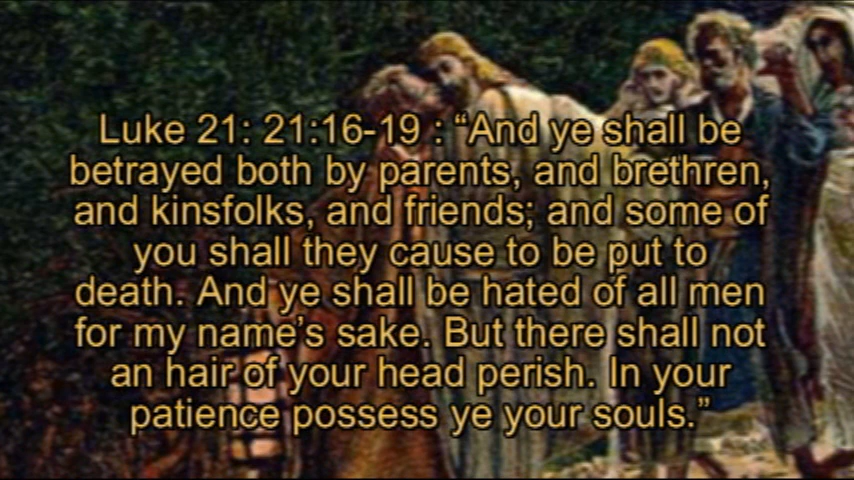 Luke 21: 21:16-19 : “And ye shall be
betrayed both by parents, and brethren,
and kinsfolks, and friends; and some of
you shall they cause to be put to
death. And ye shall be hated of all men
for my name’s sake. But there shall not
an hair of your head perish. In your
patience possess ye your souls.”